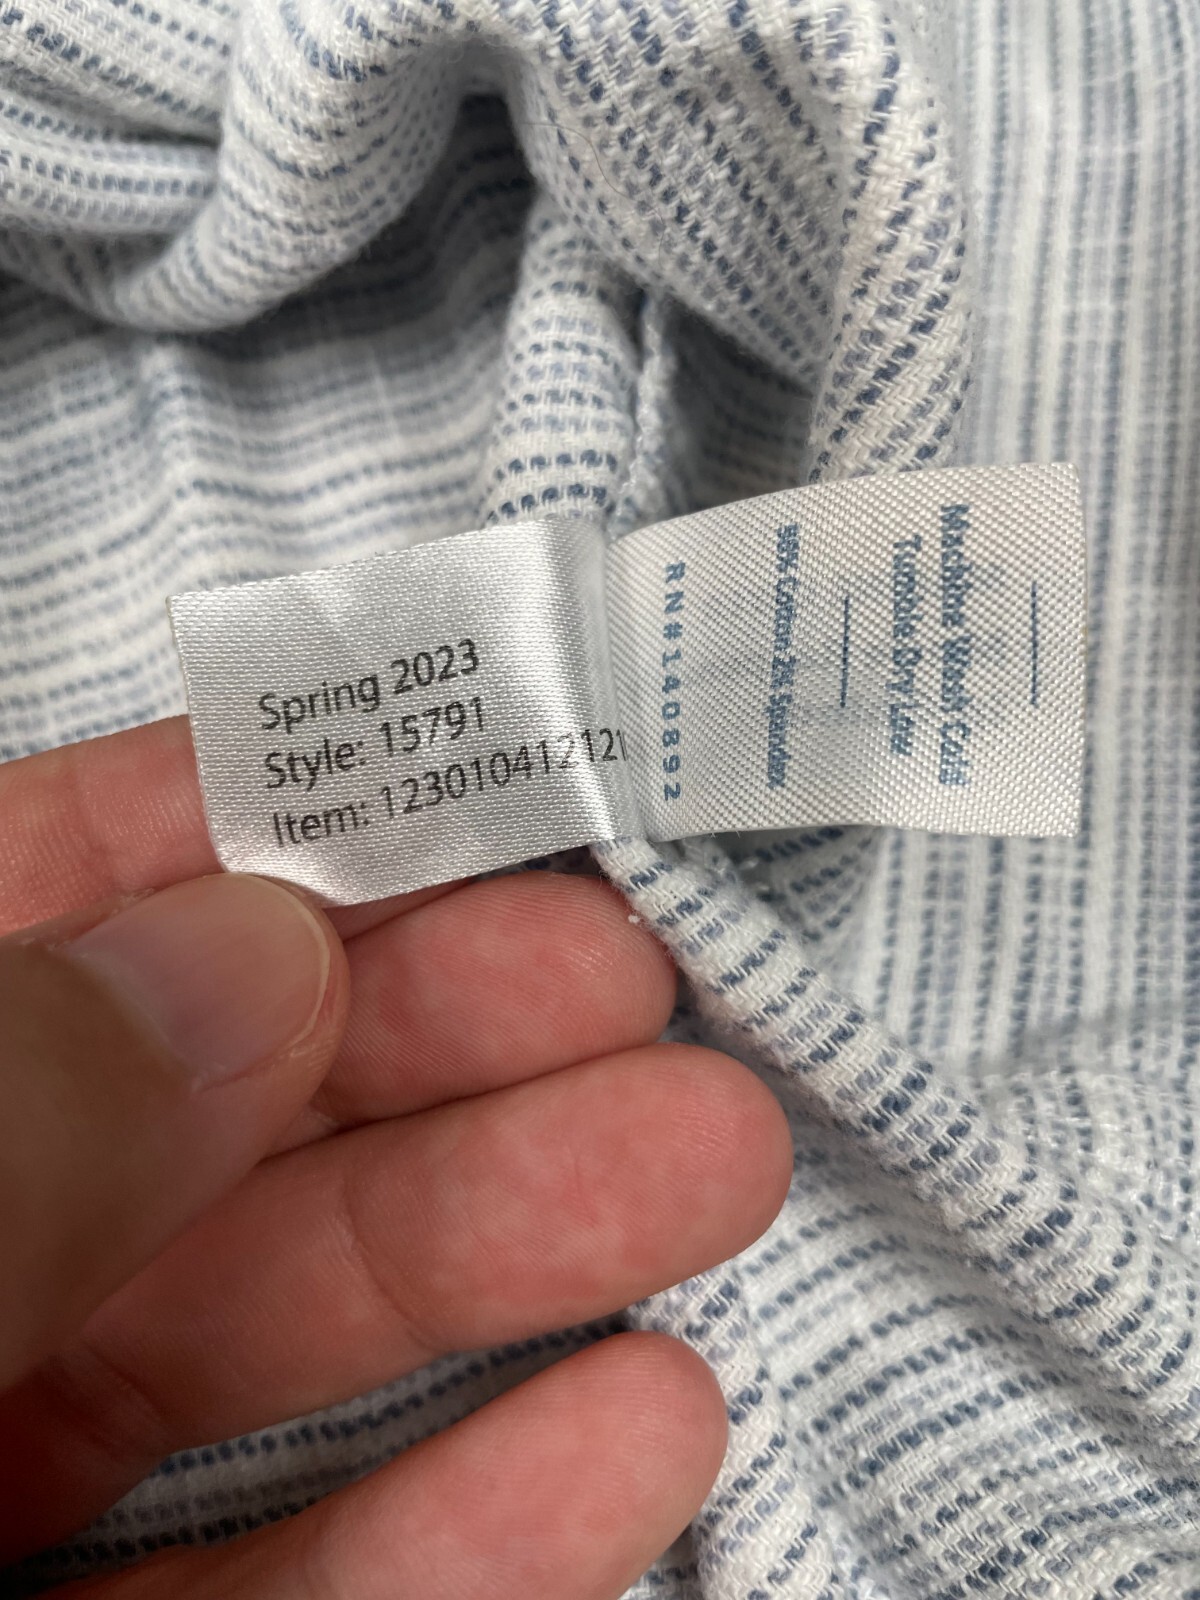 Spring 2023
Style: 15791
Item: 123010412121
RN#140892
98% Cotton 2% Spandex
Machine Wash Cold
Tumble Dry Low